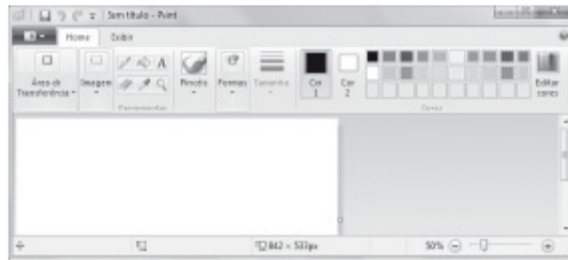 Sem título - Paint
Home Exibir
Área de Transferência Imagem Pincéis Formas Tamanho Cor 1 Cor 2 Editar cores
Ferramentas Cores
842 × 533px 50%